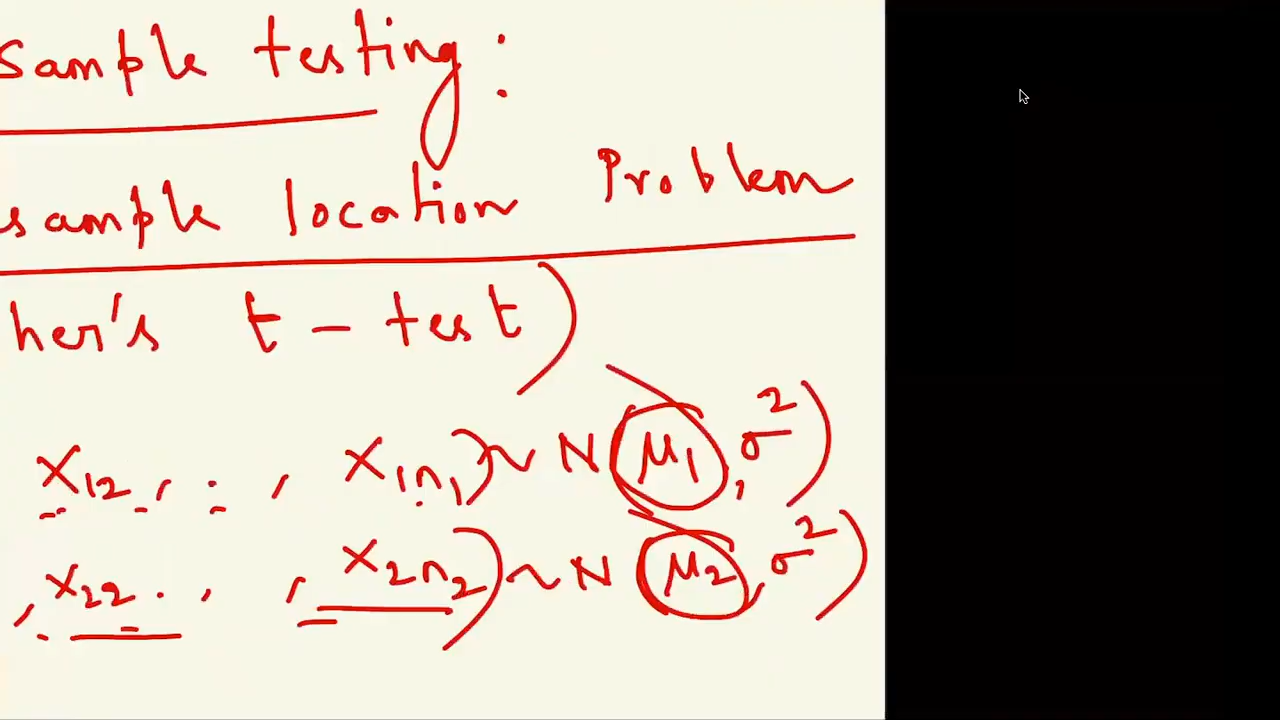 sample testing:
sample location Problem
her's t - test)
X12, . , X1n1) ~ N(μ1, σ²)
, X22 . , , X2n2) ~ N(μ2, σ²)